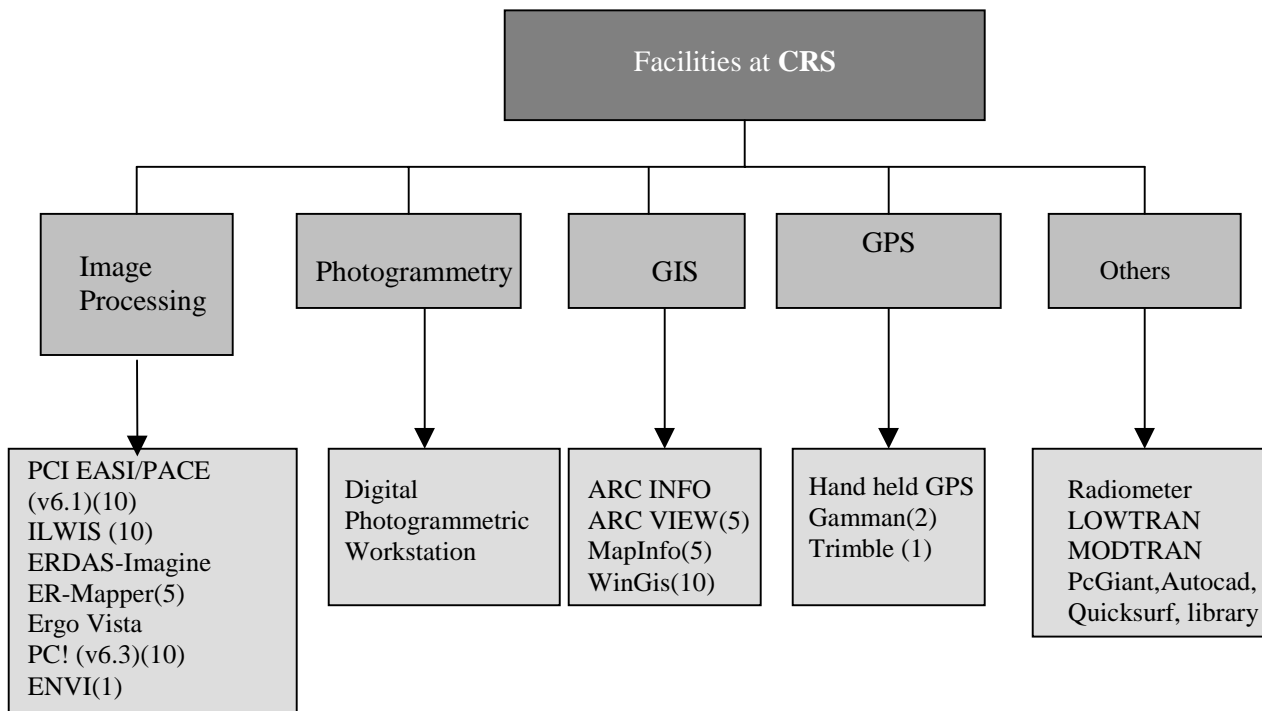 Facilities at CRS
Image
Processing
Photogrammetry
GIS
GPS
Others
PCI EASI/PACE
(v6.1)(10)
ILWIS (10)
ERDAS-Imagine
ER-Mapper(5)
Ergo Vista
PC! (v6.3)(10)
ENVI(1)
Digital
Photogrammetric
Workstation
ARC INFO
ARC VIEW(5)
MapInfo(5)
WinGis(10)
Hand held GPS
Gamman(2)
Trimble (1)
Radiometer
LOWTRAN
MODTRAN
PcGiant,Autocad,
Quicksurf, library